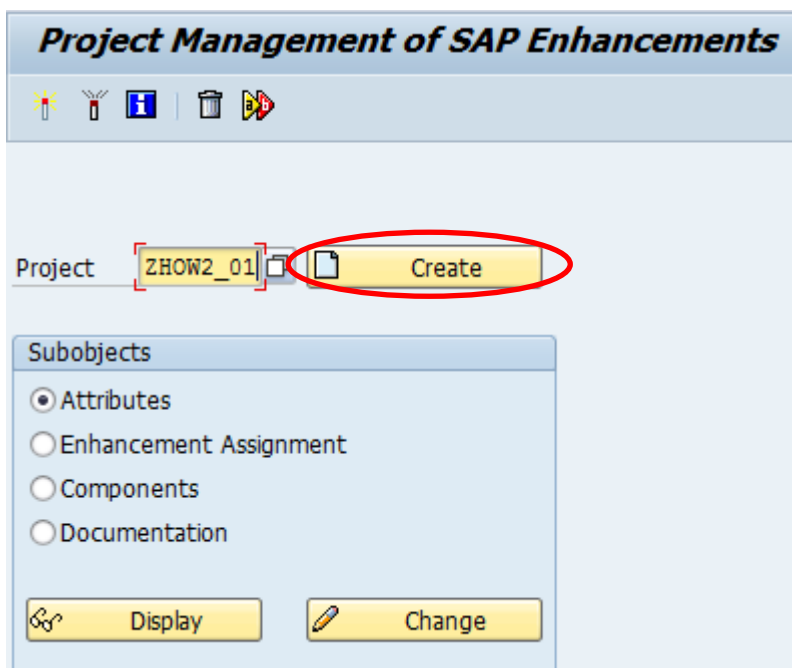 Project Management of SAP Enhancements
Project ZHOW2_01 Create
Subobjects
Attributes
Enhancement Assignment
Components
Documentation
Display Change